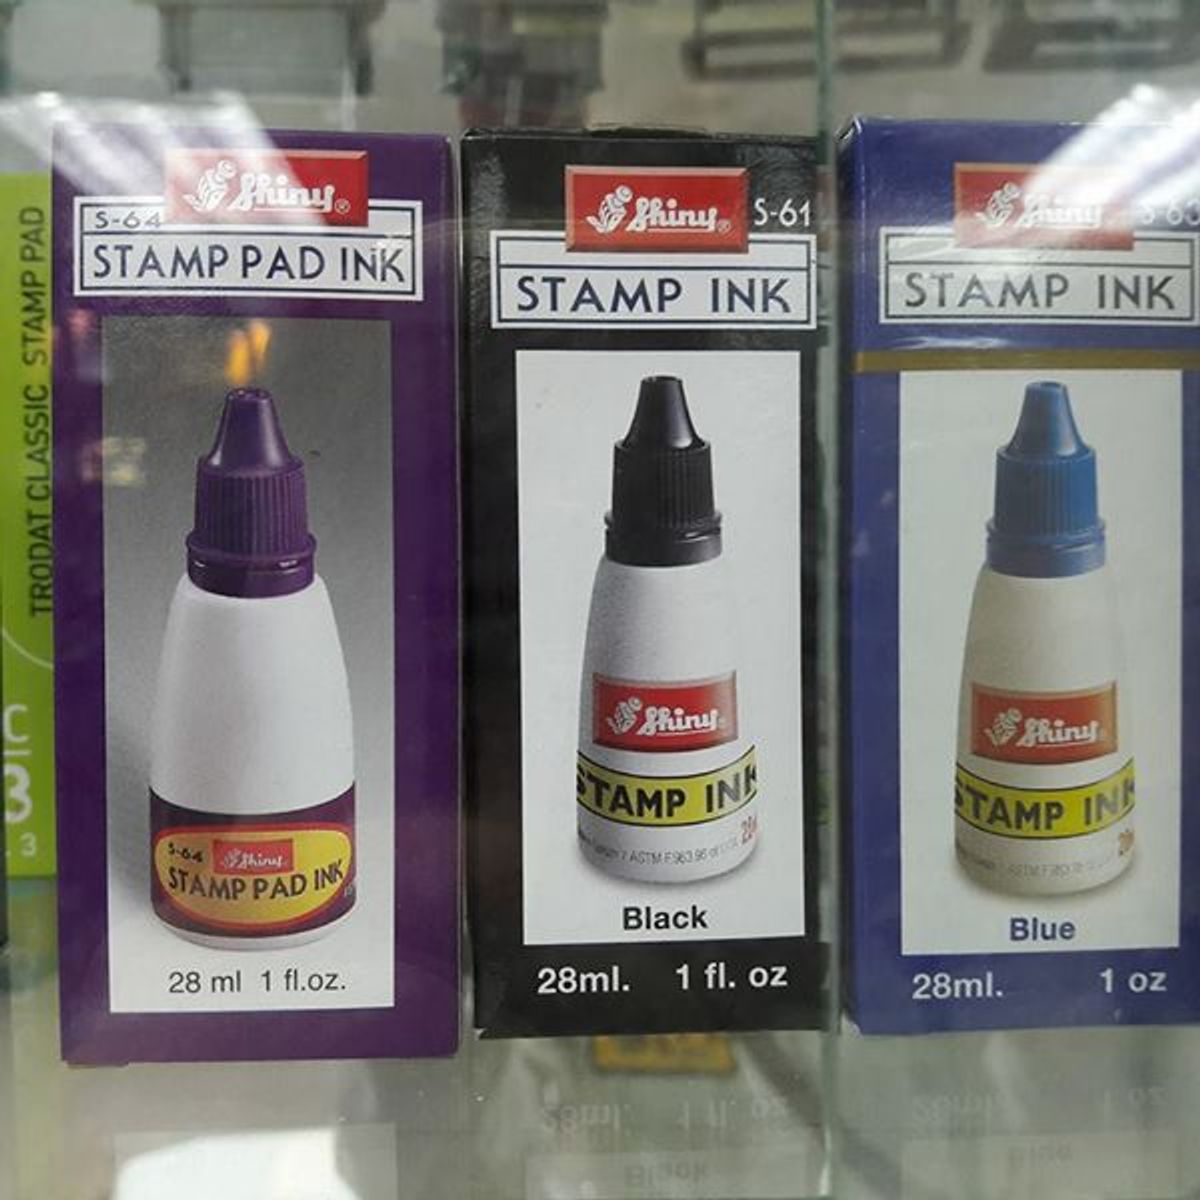 TRODAT CLASSIC STAMP PAD
3
Shiny®
S-64
STAMP PAD INK
S-64
Shiny
STAMP PAD INK
28 ml 1 fl.oz.
Shiny®
S-61
STAMP INK
Shiny
STAMP INK
Black
28ml. 1 fl. oz
Shiny
STAMP INK
Shiny
STAMP INK
Blue
28ml. 1 oz